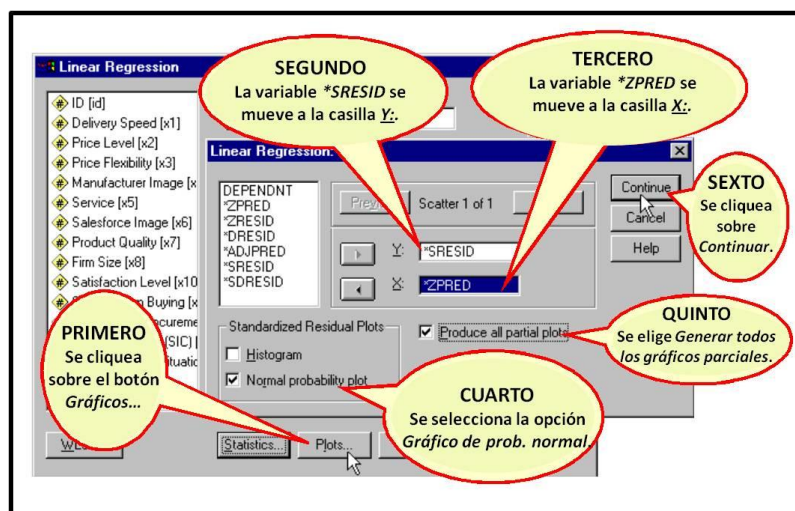 Linear Regression
ID [id]
Delivery Speed [x1]
Price Level [x2]
Price Flexibility [x3]
Manufacturer Image [x
Service [x5]
Salesforce Image [x6]
Product Quality [x7]
Firm Size [x8]
Satisfaction Level [x10
Buying [x
(SIC) [
SEGUNDO
La variable *SRESID se
mueve a la casilla Y:.
TERCERO
La variable *ZPRED se
mueve a la casilla X:.
Linear Regression:
DEPENDNT
*ZPRED
*ZRESID
*DRESID
*ADJPRED
*SRESID
*SDRESID
Scatter 1 of 1
Y: *SRESID
X: *ZPRED
Continue
Cancel
Help
SEXTO
Se cliquea
sobre
Continuar.
Standardized Residual Plots
Histogram
Normal probability plot
Produce all partial plots
QUINTO
Se elige Generar todos
los gráficos parciales.
PRIMERO
Se cliquea
sobre el botón
Gráficos...
CUARTO
Se selecciona la opción
Gráfico de prob. normal.
Statistics...
Plots...